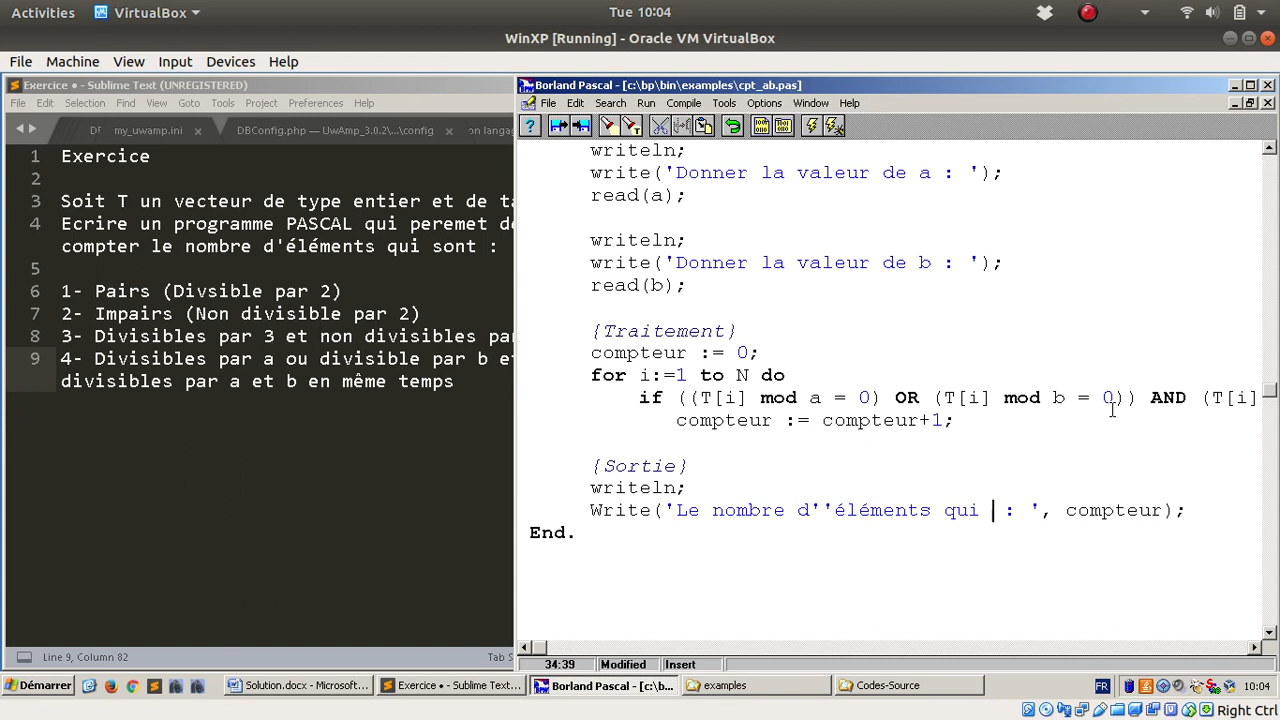 Activities VirtualBox Tue 10:04
WinXP [Running] - Oracle VM VirtualBox
File Machine View Input Devices Help
Exercice • - Sublime Text (UNREGISTERED)
File Edit Selection Find View Goto Tools Project Preferences Help
my_uwamp.ini × DBConfig.php — UwAmp_3.0.2\...\config × on langag
1 Exercice
2
3 Soit T un vecteur de type entier et de ta
4 Ecrire un programme PASCAL qui peremet de
compter le nombre d'éléments qui sont :
5
6 1- Pairs (Divsible par 2)
7 2- Impairs (Non divisible par 2)
8 3- Divisibles par 3 et non divisibles par
9 4- Divisibles par a ou divisible par b et
divisibles par a et b en même temps
Line 9, Column 82 Tab S
Borland Pascal - [c:\bp\bin\examples\cpt_ab.pas]
File Edit Search Run Compile Tools Options Window Help
writeln;
write('Donner la valeur de a : ');
read(a);
writeln;
write('Donner la valeur de b : ');
read(b);
{Traitement}
compteur := 0;
for i:=1 to N do
if ((T[i] mod a = 0) OR (T[i] mod b = 0)) AND (T[i]
compteur := compteur+1;
{Sortie}
writeln;
Write('Le nombre d''éléments qui : ', compteur);
End.
34:39 Modified Insert
Démarrer Solution.docx - Microsoft... Exercice • - Sublime Text (... Borland Pascal - [c:\b... examples Codes-Source FR 10:04
Right Ctrl